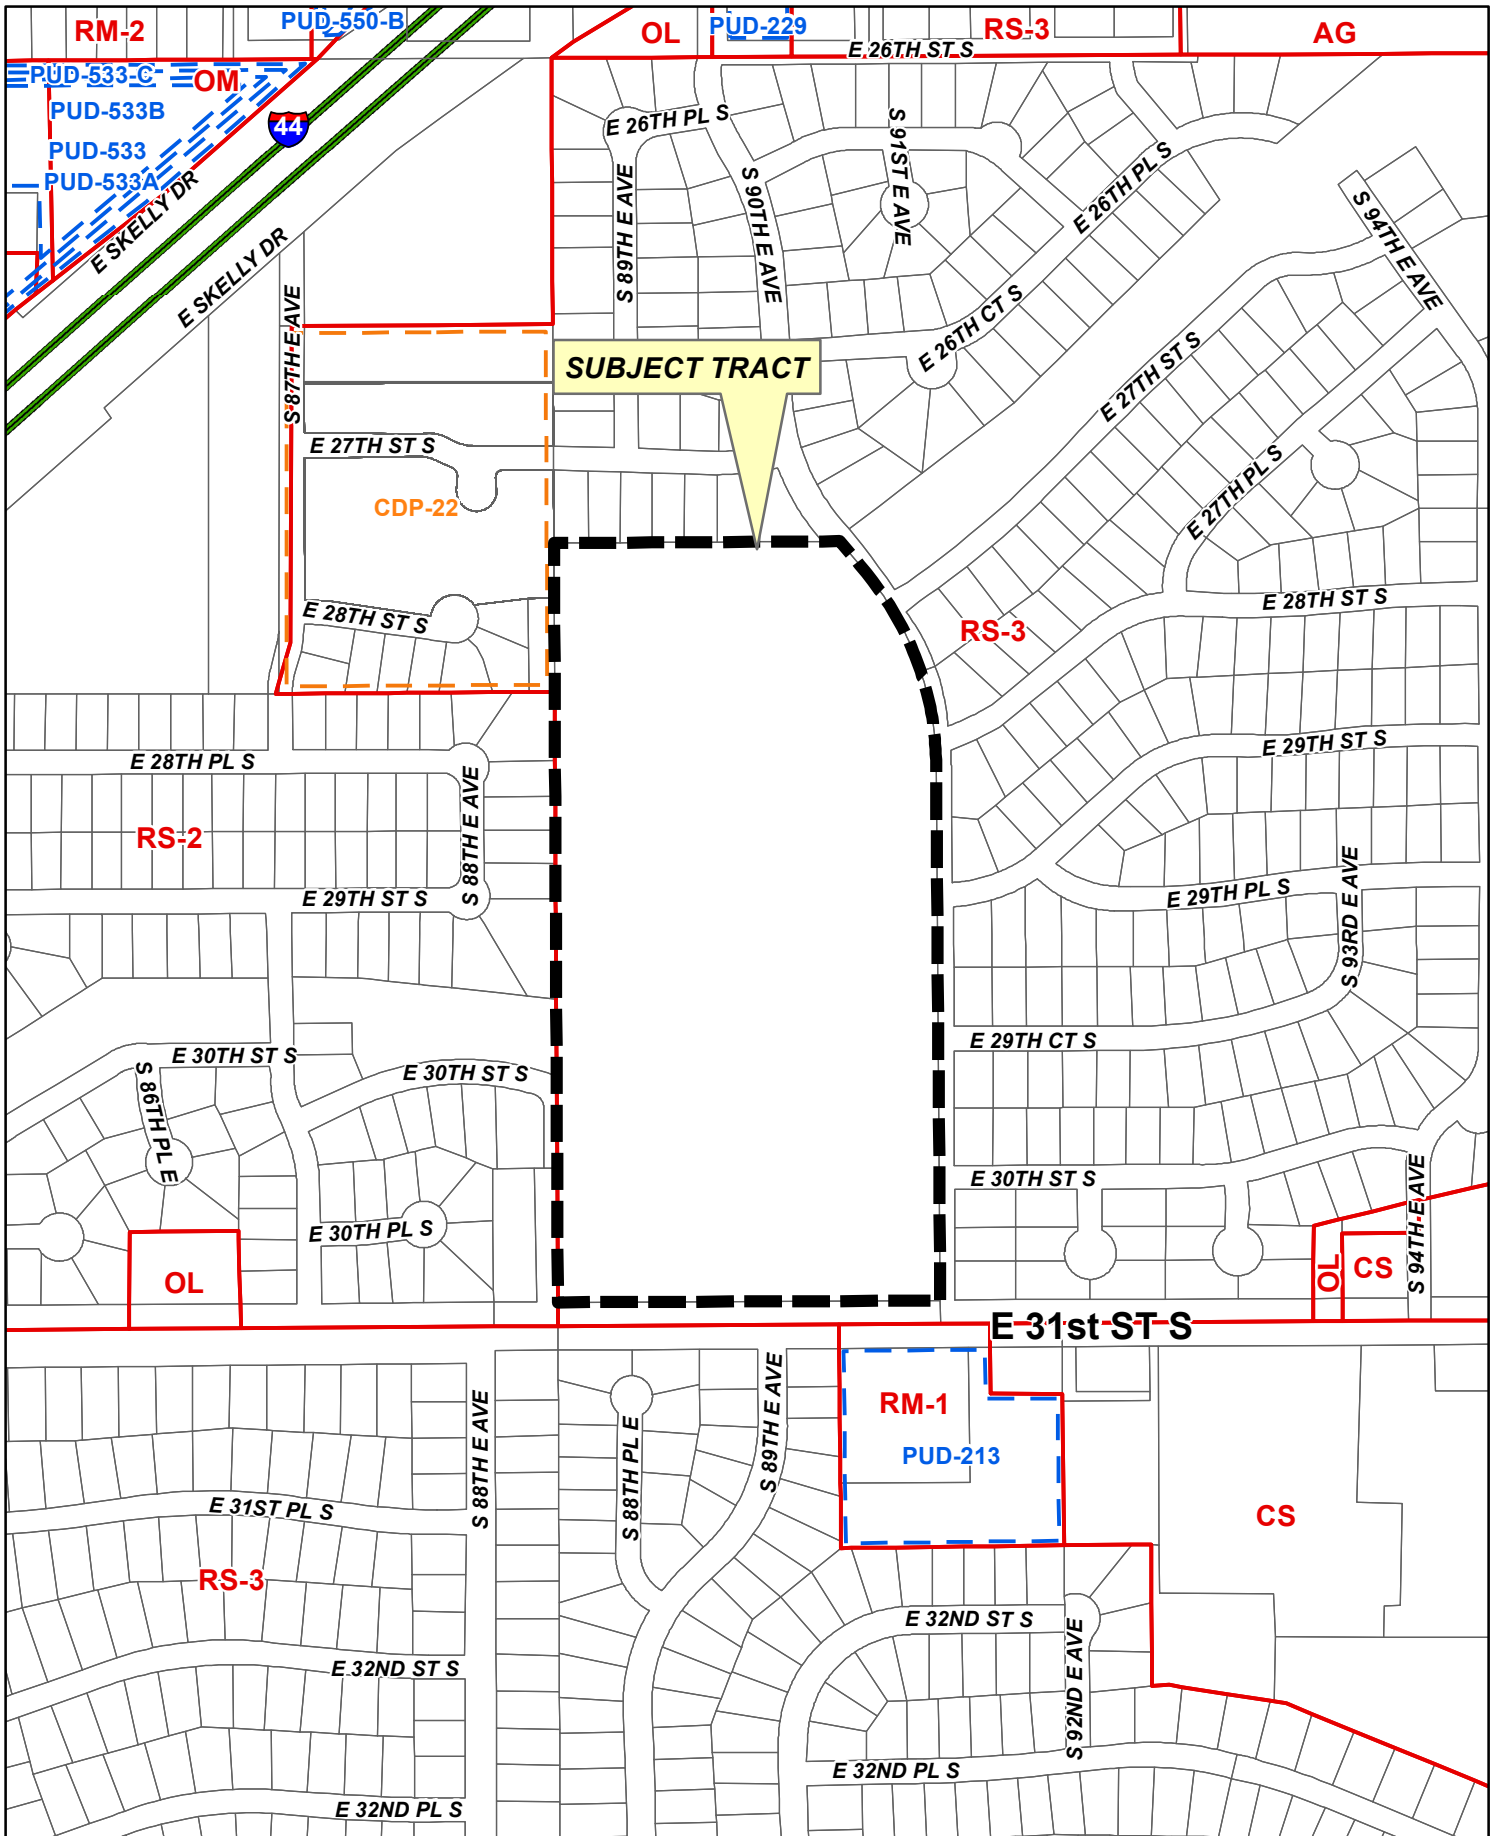 RM-2
PUD-550-B
OL
PUD-229
RS-3
AG
E 26TH ST S
PUD-533-C
OM
PUD-533B
44
PUD-533
PUD-533A
E SKELLY DR
E SKELLY DR
E 26TH PL S
S 91ST E AVE
E 26TH PL S
S 90TH E AVE
S 89TH E AVE
S 94TH E AVE
S 87TH E AVE
E 26TH CT S
SUBJECT TRACT
E 27TH ST S
E 27TH ST S
CDP-22
E 27TH PL S
E 28TH ST S
E 28TH ST S
RS-3
E 28TH PL S
E 29TH ST S
S 88TH E AVE
RS-2
E 29TH ST S
E 29TH PL S
S 93RD E AVE
E 29TH CT S
E 30TH ST S
S 86TH PL E
E 30TH ST S
E 30TH ST S
S 94TH E AVE
E 30TH PL S
OL
OL
CS
E 31st ST S
S 88TH E AVE
S 88TH PL E
S 89TH E AVE
RM-1
PUD-213
CS
E 31ST PL S
RS-3
E 32ND ST S
S 92ND E AVE
E 32ND ST S
E 32ND PL S
E 32ND PL S